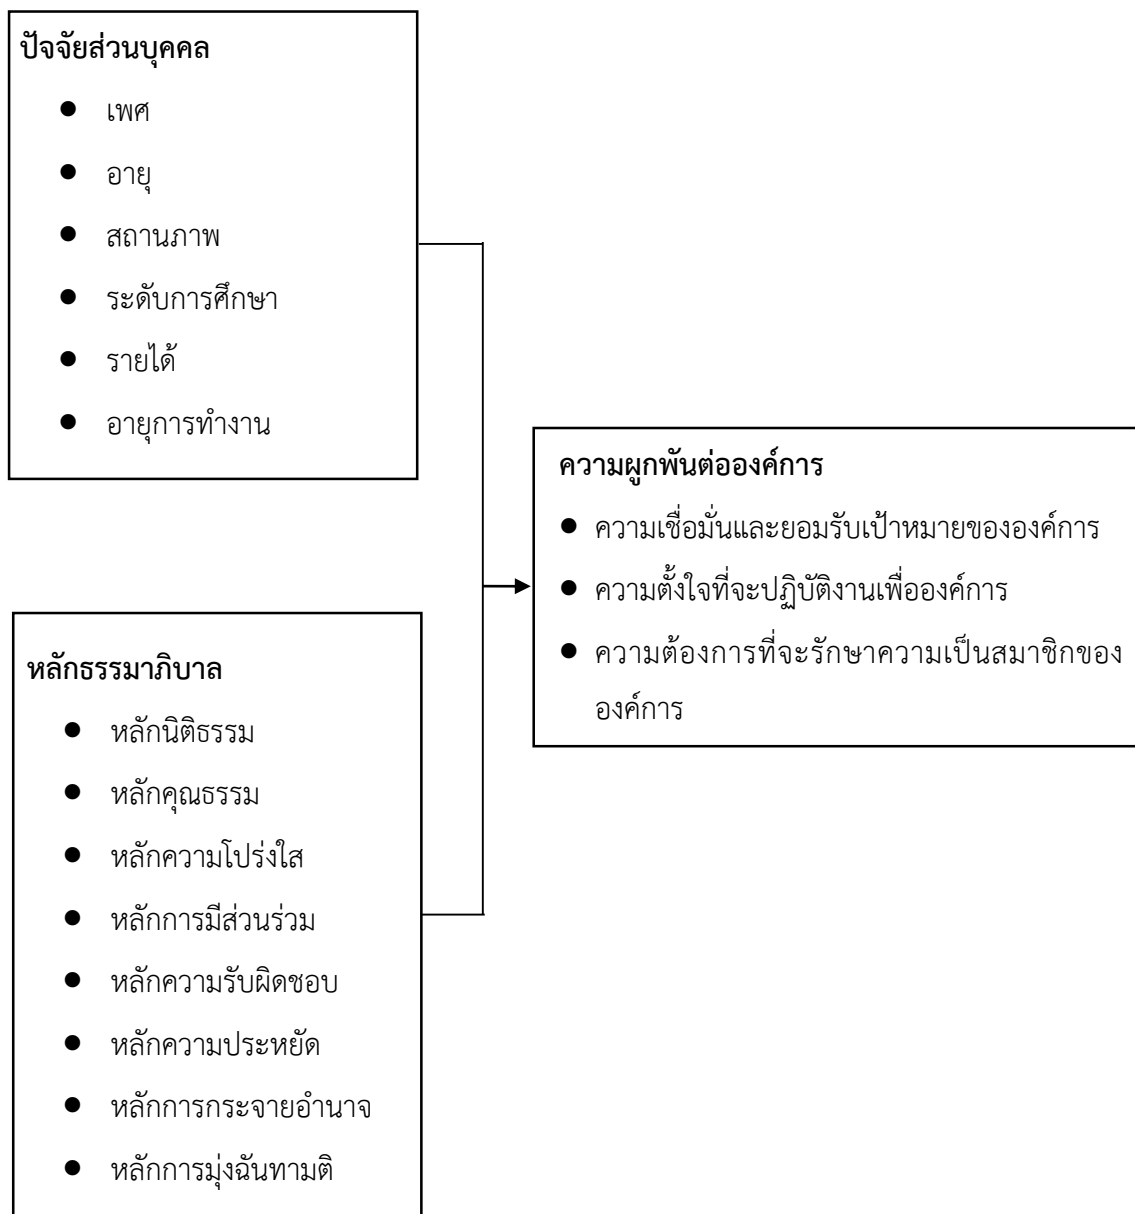 ปัจจัยส่วนบุคคล
● เพศ
● อายุ
● สถานภาพ
● ระดับการศึกษา
● รายได้
● อายุการทำงาน
ความผูกพันต่อองค์การ
● ความเชื่อมั่นและยอมรับเป้าหมายขององค์การ
● ความตั้งใจที่จะปฏิบัติงานเพื่อองค์การ
● ความต้องการที่จะรักษาความเป็นสมาชิกของ
องค์การ
หลักธรรมาภิบาล
● หลักนิติธรรม
● หลักคุณธรรม
● หลักความโปร่งใส
● หลักการมีส่วนร่วม
● หลักความรับผิดชอบ
● หลักความประหยัด
● หลักการกระจายอำนาจ
● หลักการมุ่งฉันทามติ